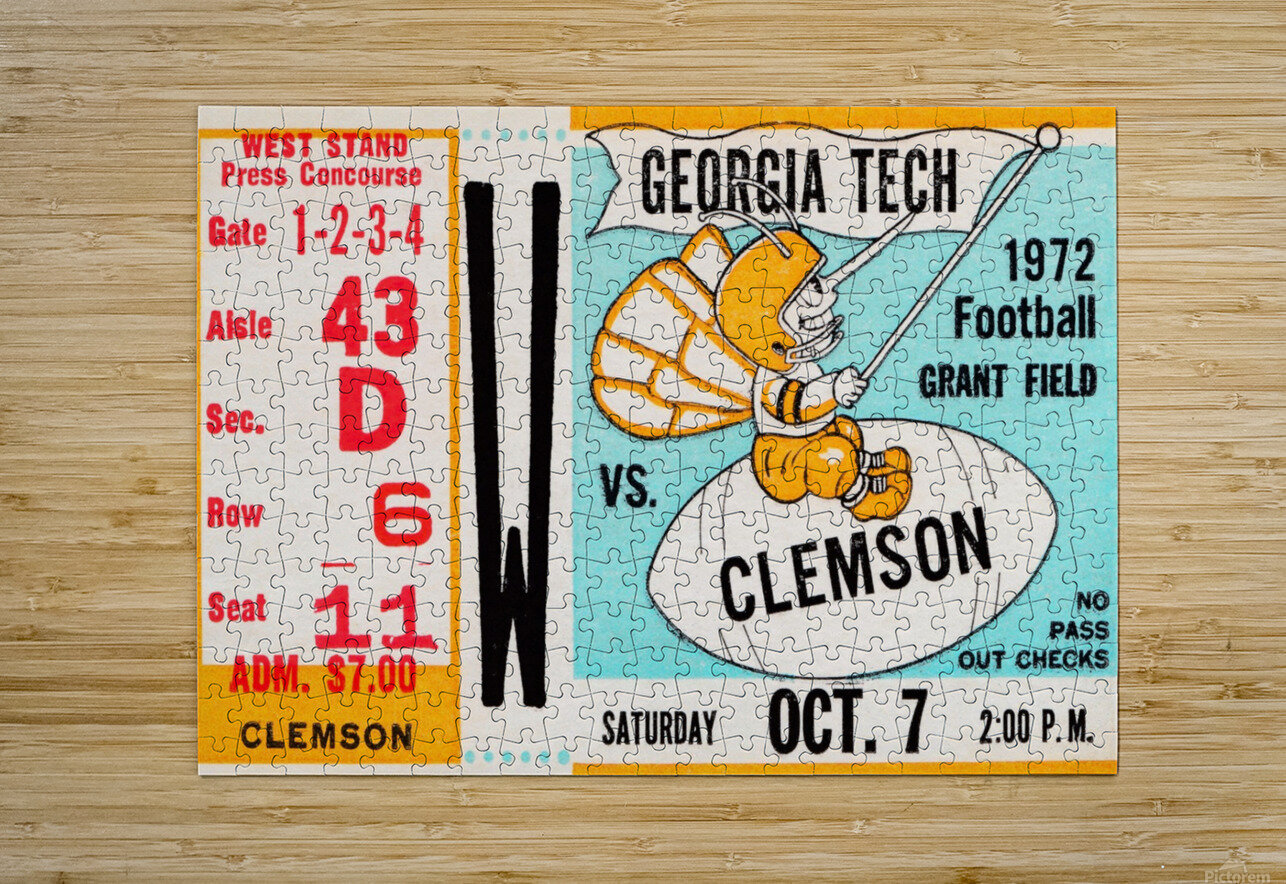 WEST STAND
Press Concourse
Gate 1-2-3-4
Aisle 43
Sec. D
Row 6
Seat 11
ADM. $7.00
CLEMSON
W
GEORGIA TECH
1972
Football
GRANT FIELD
VS.
CLEMSON
NO
PASS
OUT CHECKS
SATURDAY OCT. 7 2:00 P.M.
Pictorem